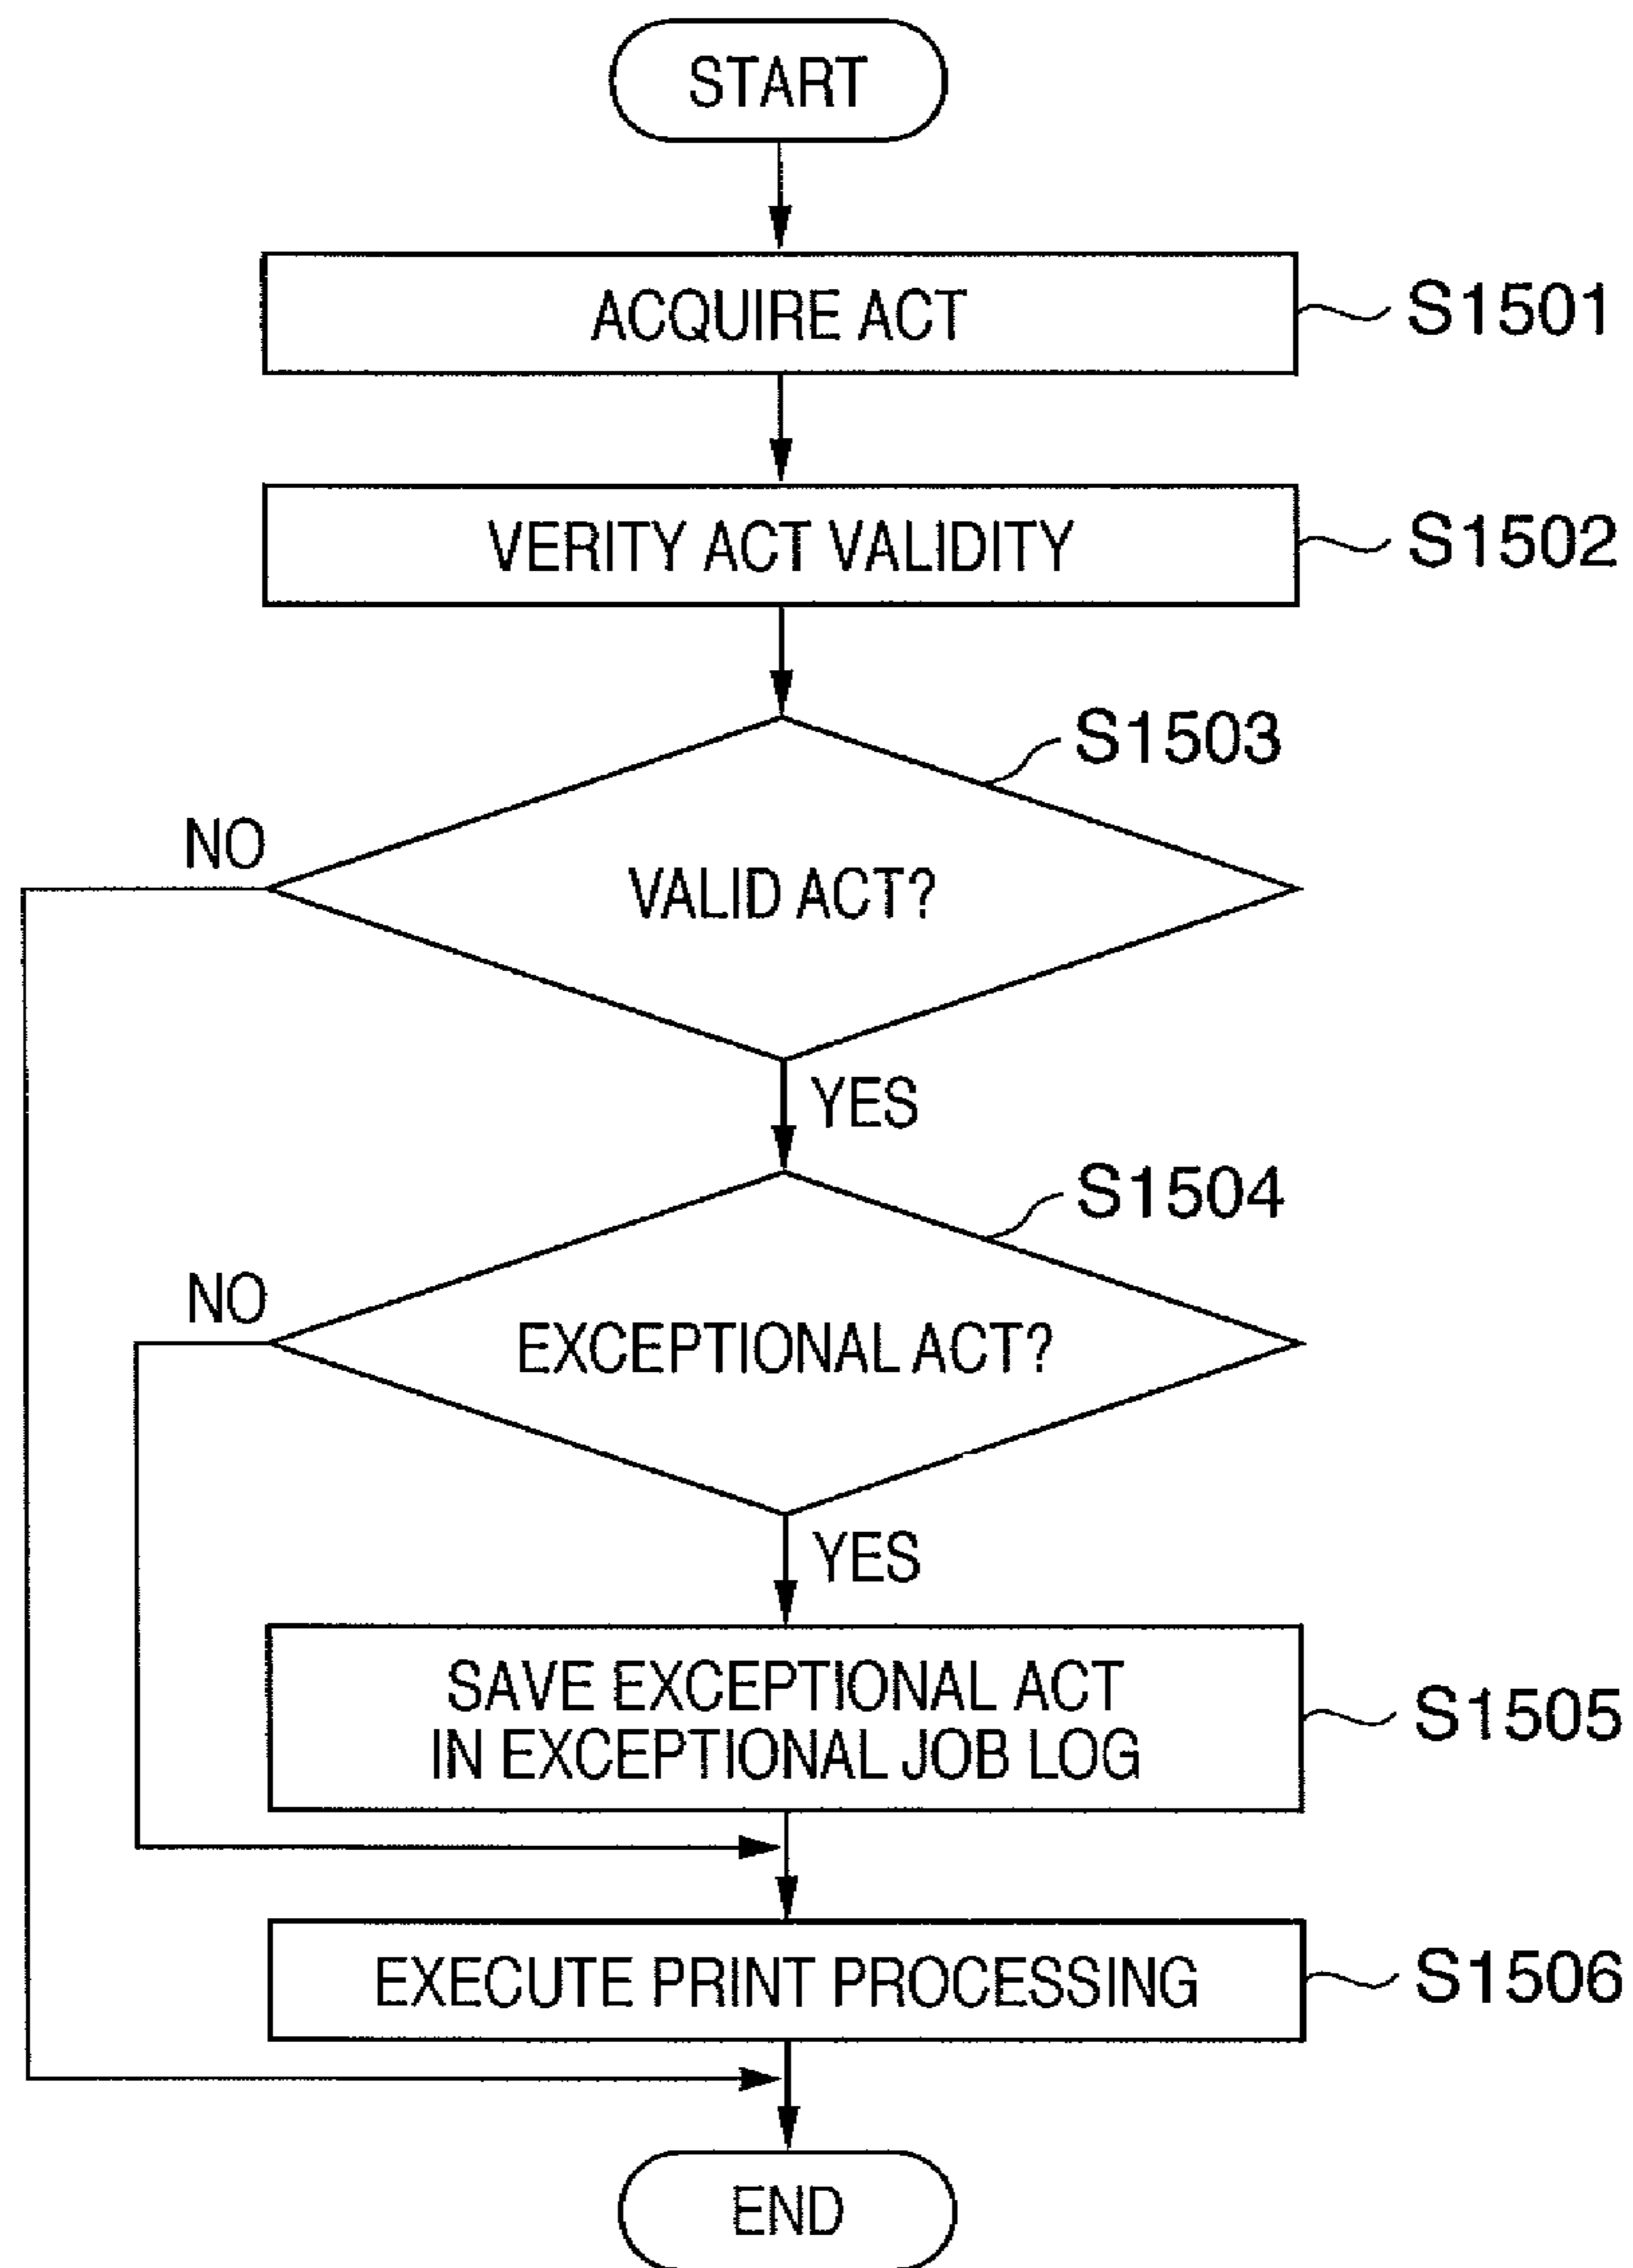 START
ACQUIRE ACT
S1501
VERITY ACT VALIDITY
S1502
S1503
NO
VALID ACT?
YES
S1504
NO
EXCEPTIONAL ACT?
YES
SAVE EXCEPTIONAL ACT
IN EXCEPTIONAL JOB LOG
S1505
EXECUTE PRINT PROCESSING
S1506
END